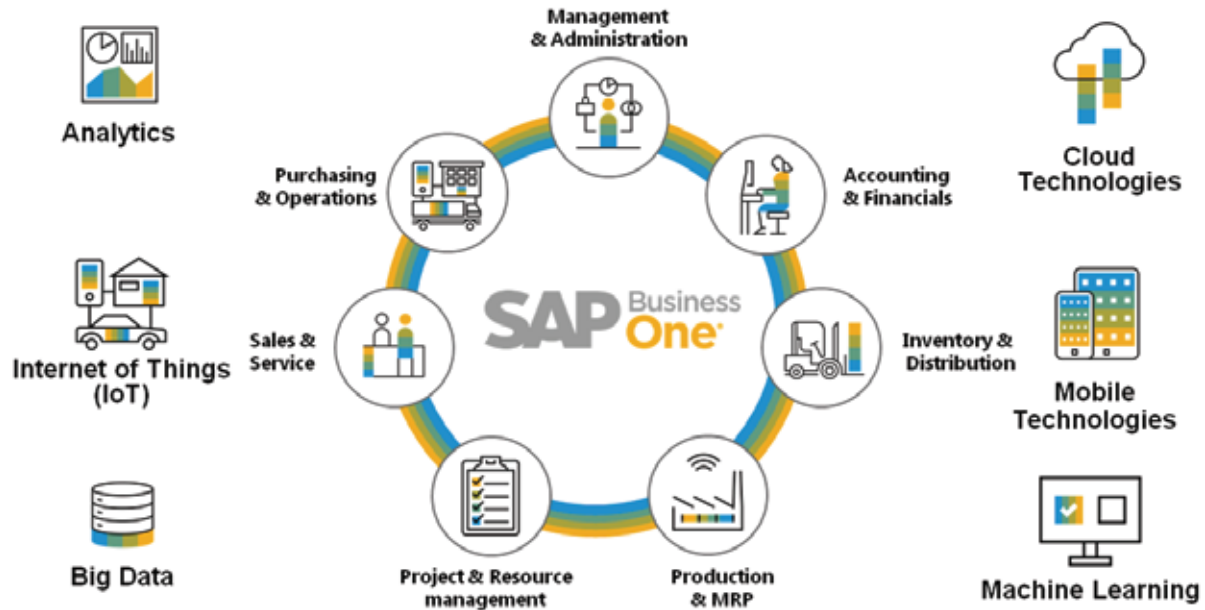 Management
& Administration
Analytics
Purchasing
& Operations
Accounting
& Financials
Cloud
Technologies
SAP Business
One®
Sales &
Service
Inventory &
Distribution
Internet of Things
(IoT)
Mobile
Technologies
Big Data
Project & Resource
management
Production
& MRP
Machine Learning